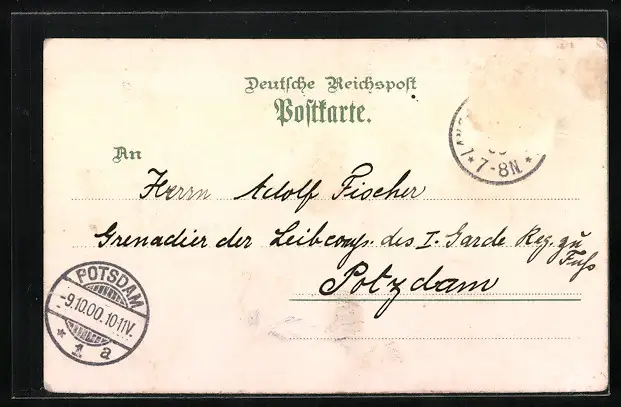 Deutsche Reichspost
Postkarte.
An
7-8N
Herrn Adolf Fischer
Grenadier der Leibcomp. des I. Garde Reg. zu
Fuß
Potzdam
POTSDAM
-9.10.00.10-11V.
1 a